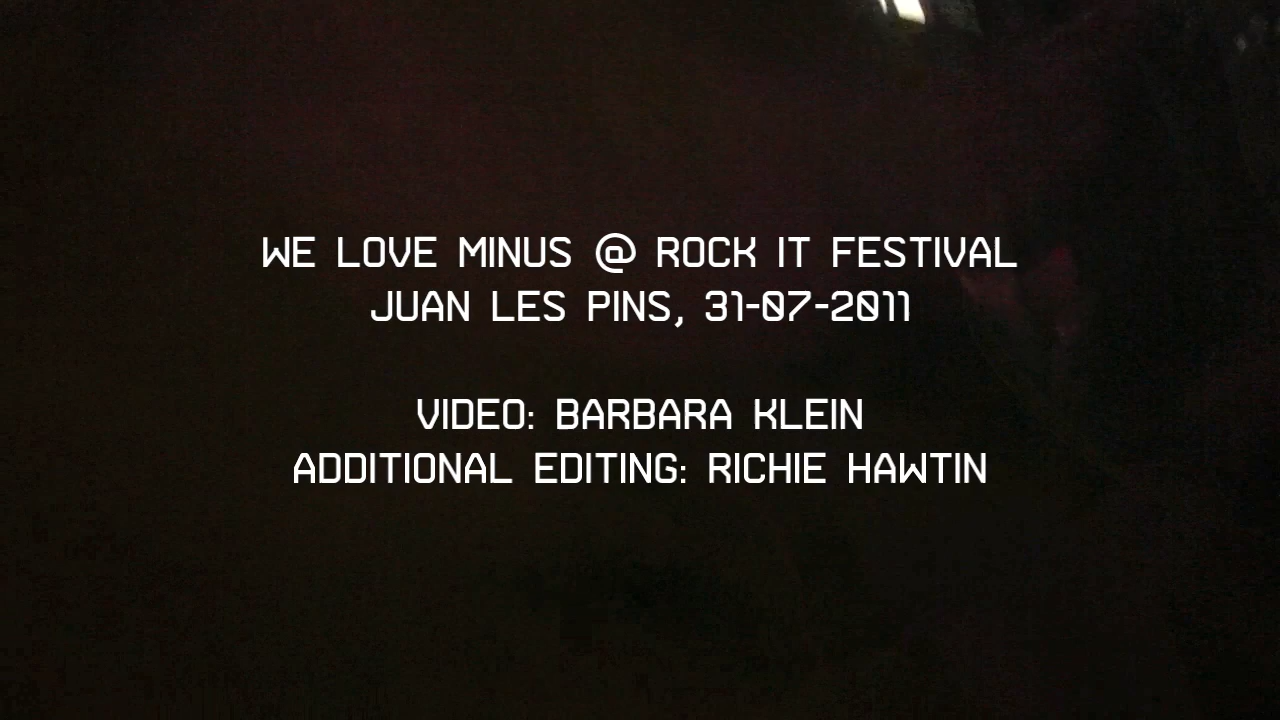 WE LOVE MINUS @ ROCK IT FESTIVAL
JUAN LES PINS, 31-07-2011
VIDEO: BARBARA KLEIN
ADDITIONAL EDITING: RICHIE HAWTIN